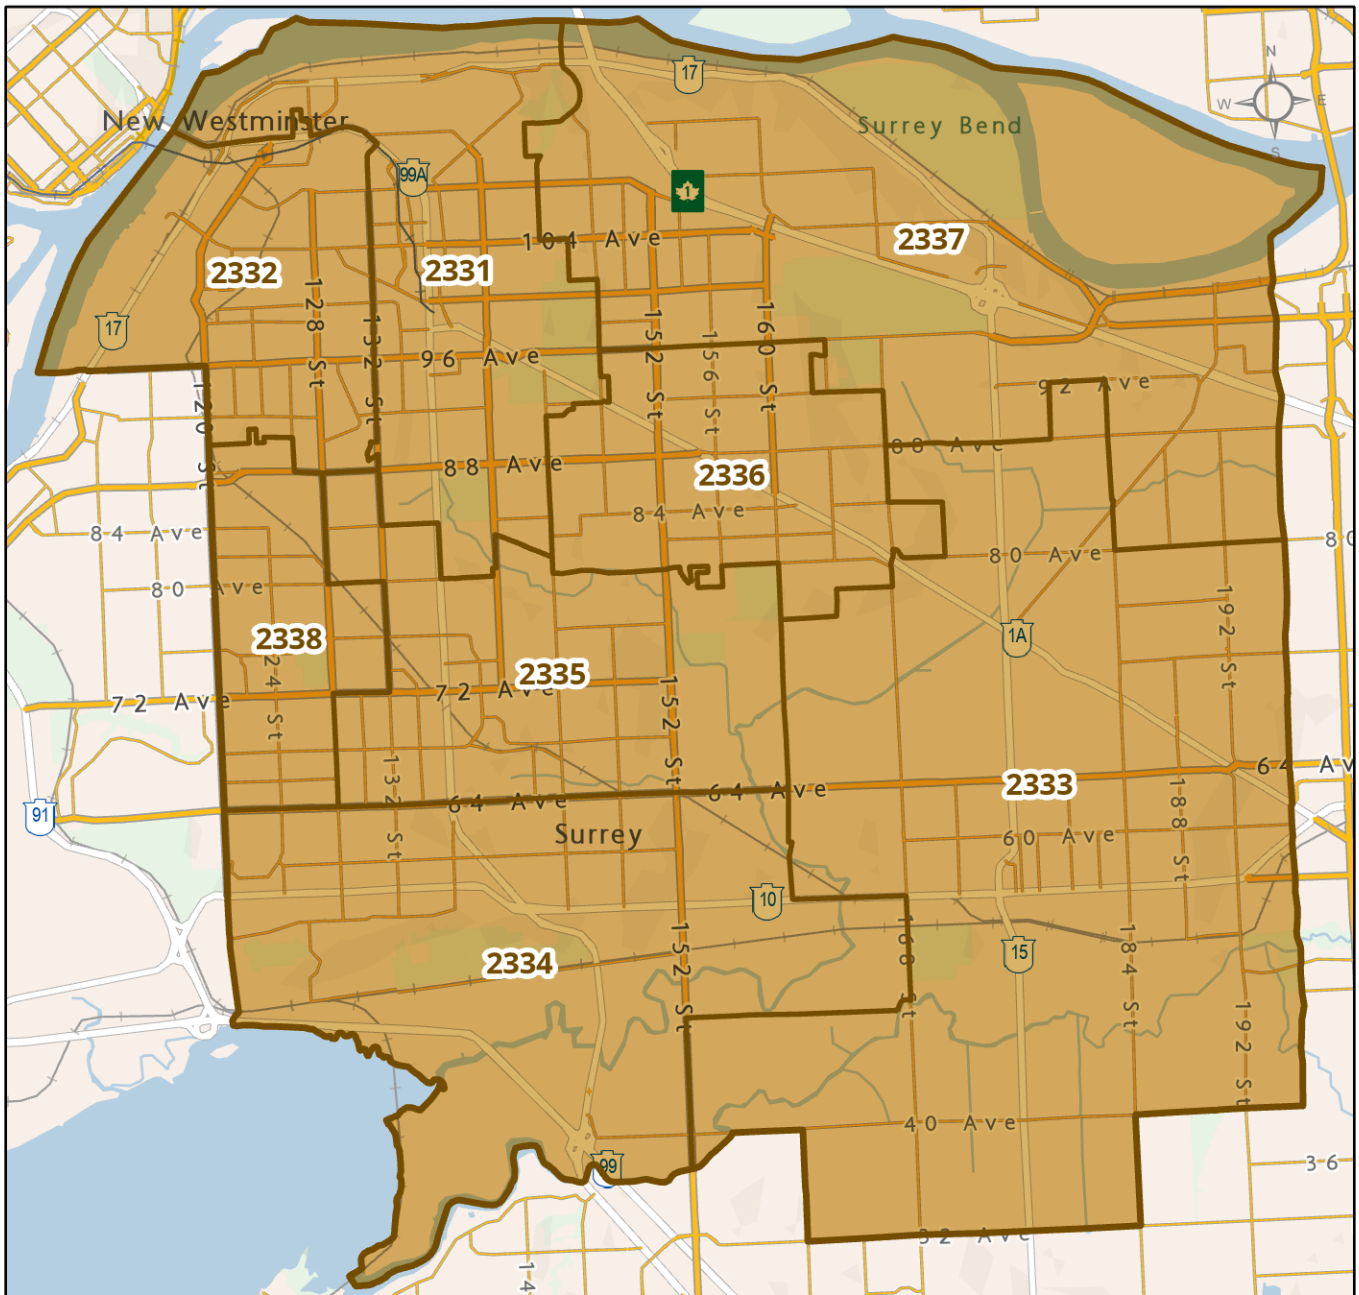 N
17
W
E
New Westminster
Surrey Bend
S
99A
1
104 Ave
2337
2332
2331
128 St
17
132 St
152 St
156 St
160 St
96 Ave
120 St
92 Ave
88 Ave
88 Ave
2336
84 Ave
84 Ave
80
80 Ave
80 Ave
192 St
2338
1A
24 St
2335
72 Ave
72 Ave
152 St
132 St
64 Av
2333
188 St
64 Ave
64 Ave
91
Surrey
60 Ave
10
168 St
152 St
184 St
15
2334
192 St
40 Ave
99
36
32 Ave
14